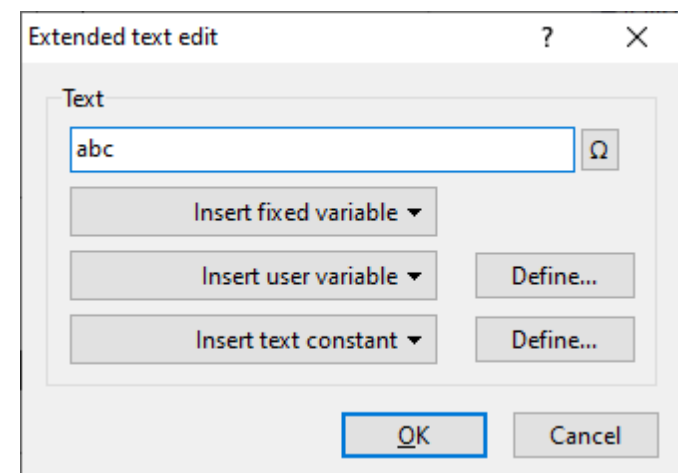 Extended text edit ?
Text
abc Ω
Insert fixed variable
Insert user variable Define...
Insert text constant Define...
OK Cancel